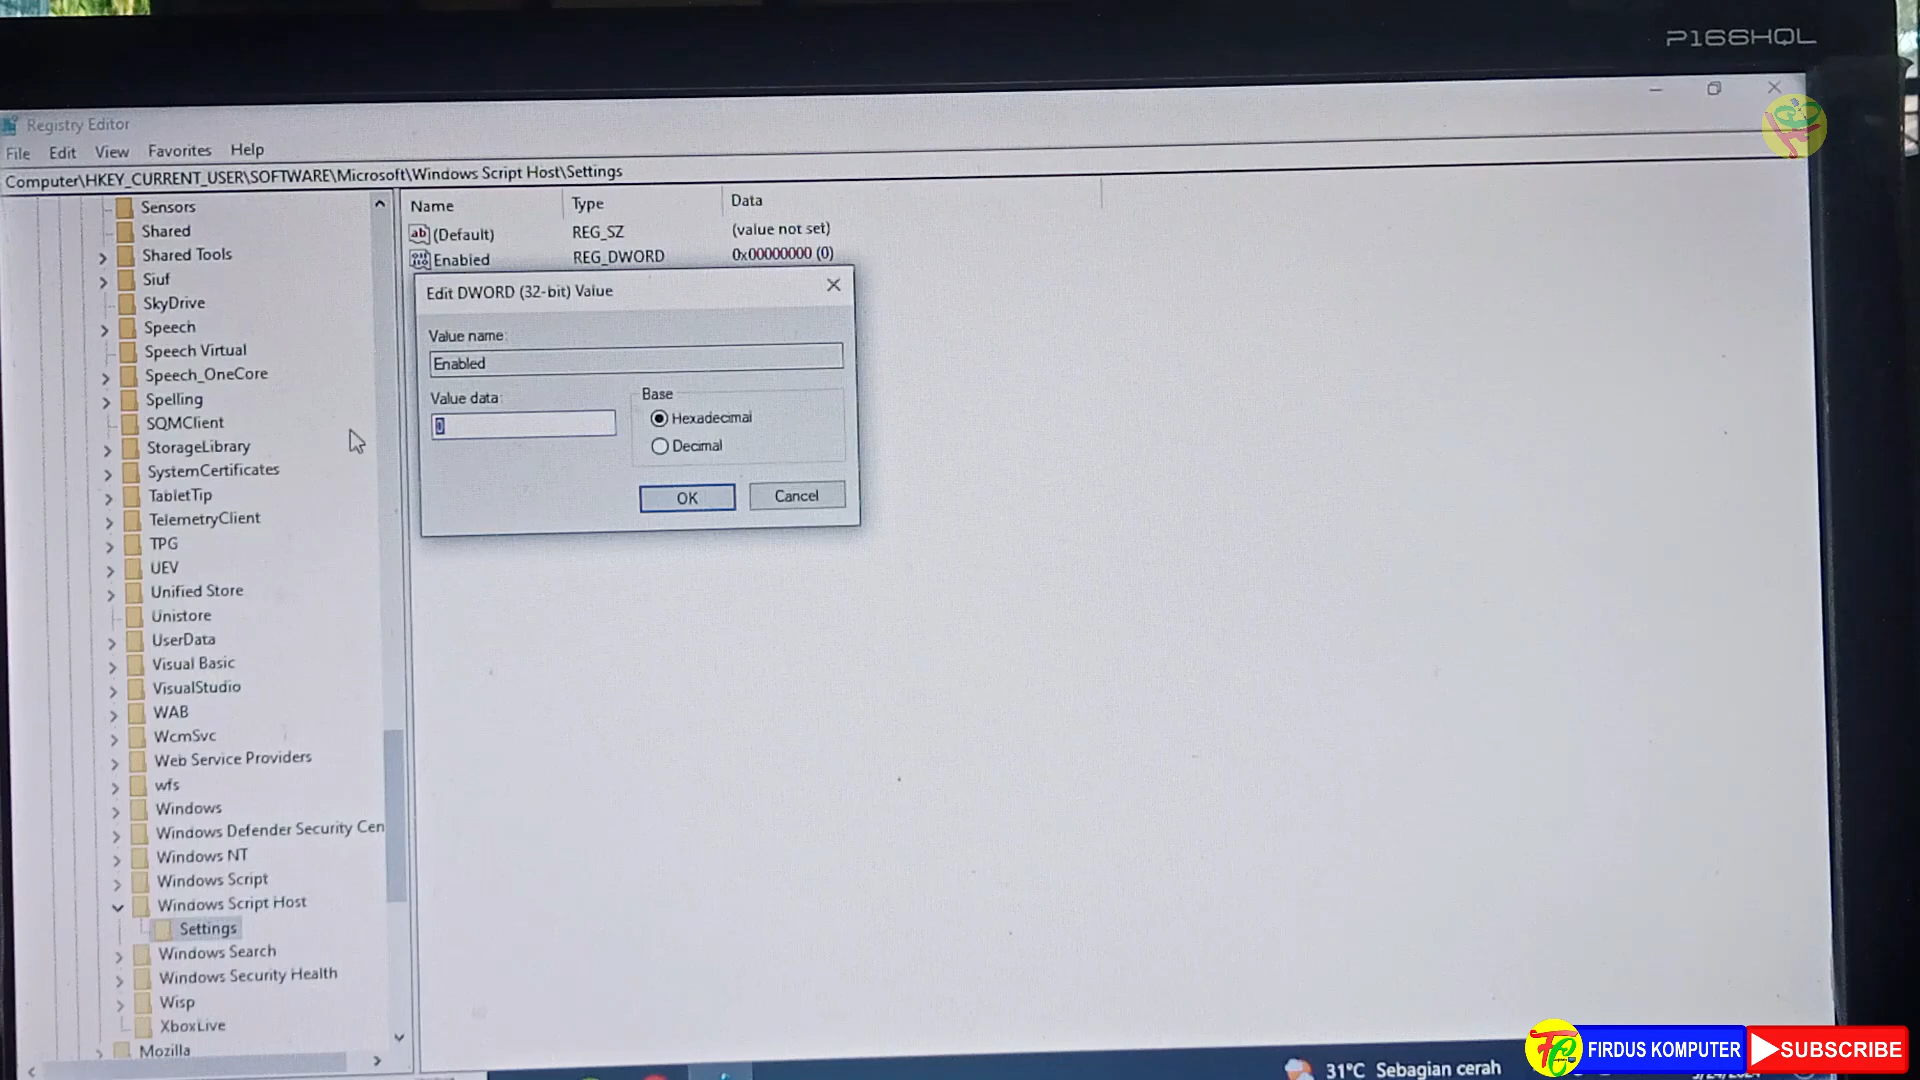 P166HQL
Registry Editor
File Edit View Favorites Help
Computer\HKEY_CURRENT_USER\SOFTWARE\Microsoft\Windows Script Host\Settings
Name Type Data
(Default) REG_SZ (value not set)
Enabled REG_DWORD 0x00000000 (0)
Edit DWORD (32-bit) Value
Value name:
Enabled
Value data:
0
Base
Hexadecimal
Decimal
OK Cancel
Sensors
Shared
Shared Tools
Siuf
SkyDrive
Speech
Speech Virtual
Speech_OneCore
Spelling
SQMClient
StorageLibrary
SystemCertificates
TabletTip
TelemetryClient
TPG
UEV
Unified Store
Unistore
UserData
Visual Basic
VisualStudio
WAB
WcmSvc
Web Service Providers
wfs
Windows
Windows Defender Security Cen
Windows NT
Windows Script
Windows Script Host
Settings
Windows Search
Windows Security Health
Wisp
XboxLive
Mozilla
31°C Sebagian cerah
FIRDUS KOMPUTER
SUBSCRIBE